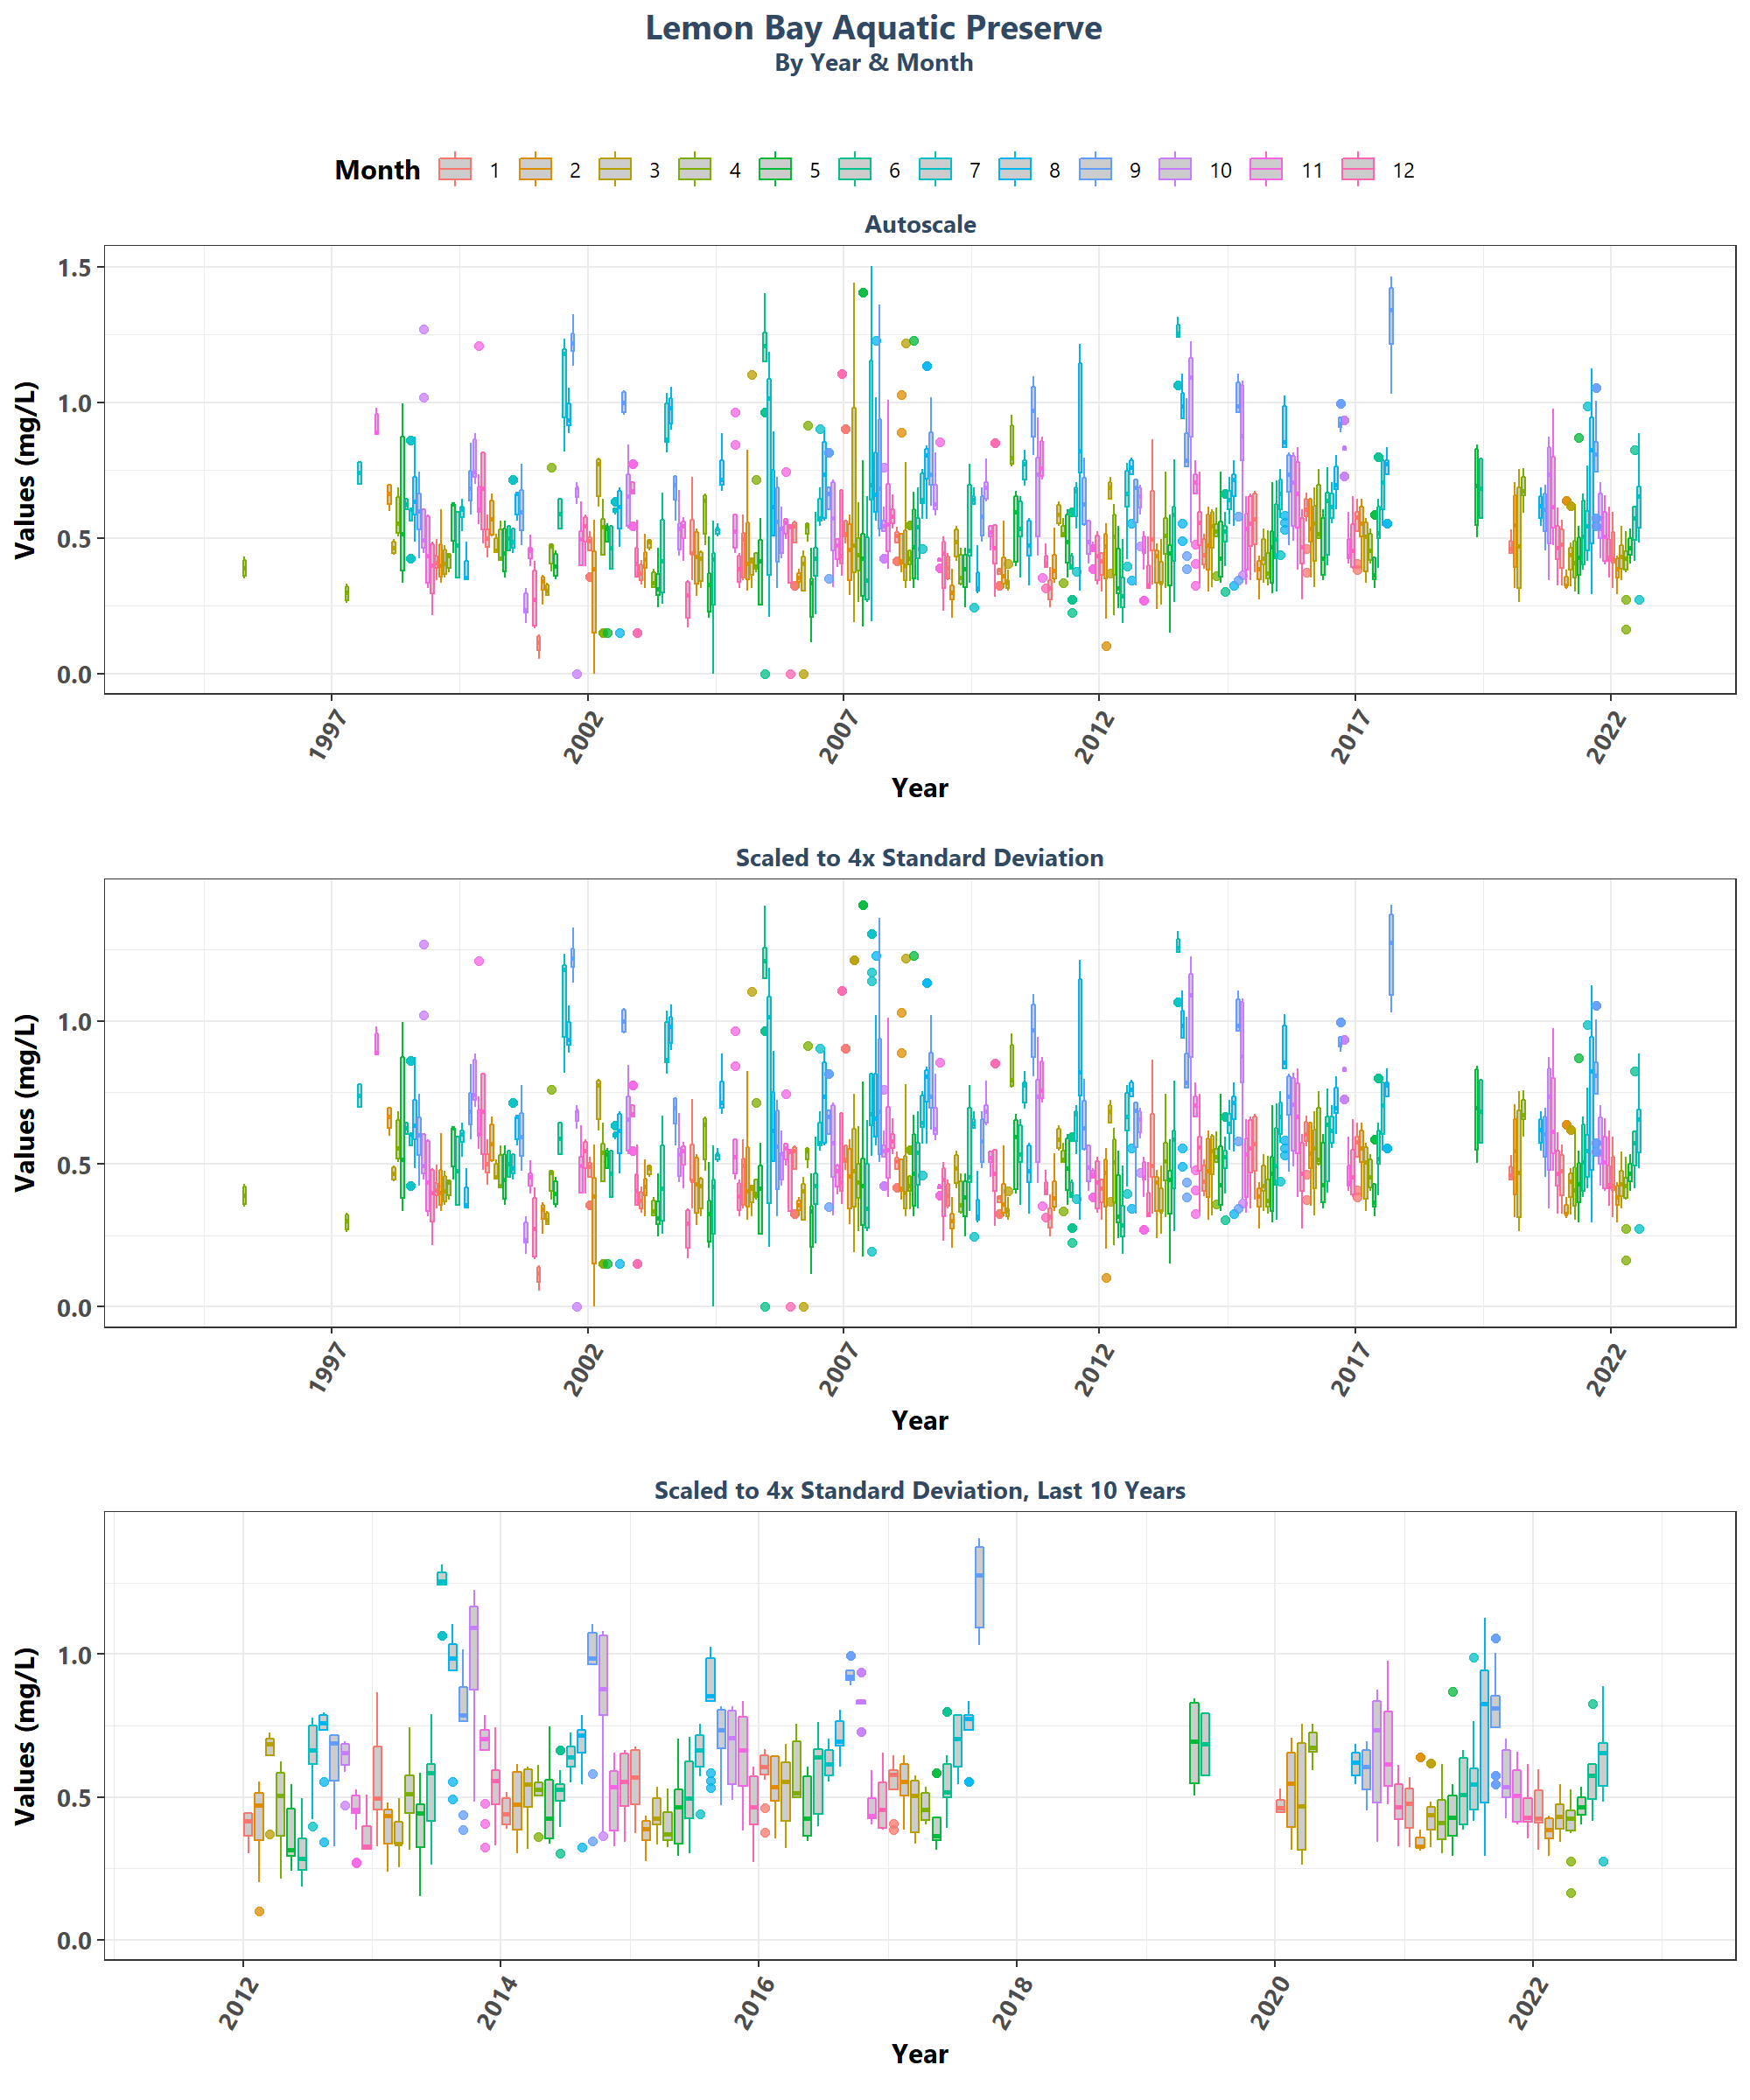 Lemon Bay Aquatic Preserve
By Year & Month
Month 1 2 3 4 5 6 7 8 9 10 11 12
Autoscale
Values (mg/L)
1.5
1.0
0.5
0.0
1997 2002 2007 2012 2017 2022
Year
Scaled to 4x Standard Deviation
Values (mg/L)
1.0
0.5
0.0
1997 2002 2007 2012 2017 2022
Year
Scaled to 4x Standard Deviation, Last 10 Years
Values (mg/L)
1.0
0.5
0.0
2012 2014 2016 2018 2020 2022
Year